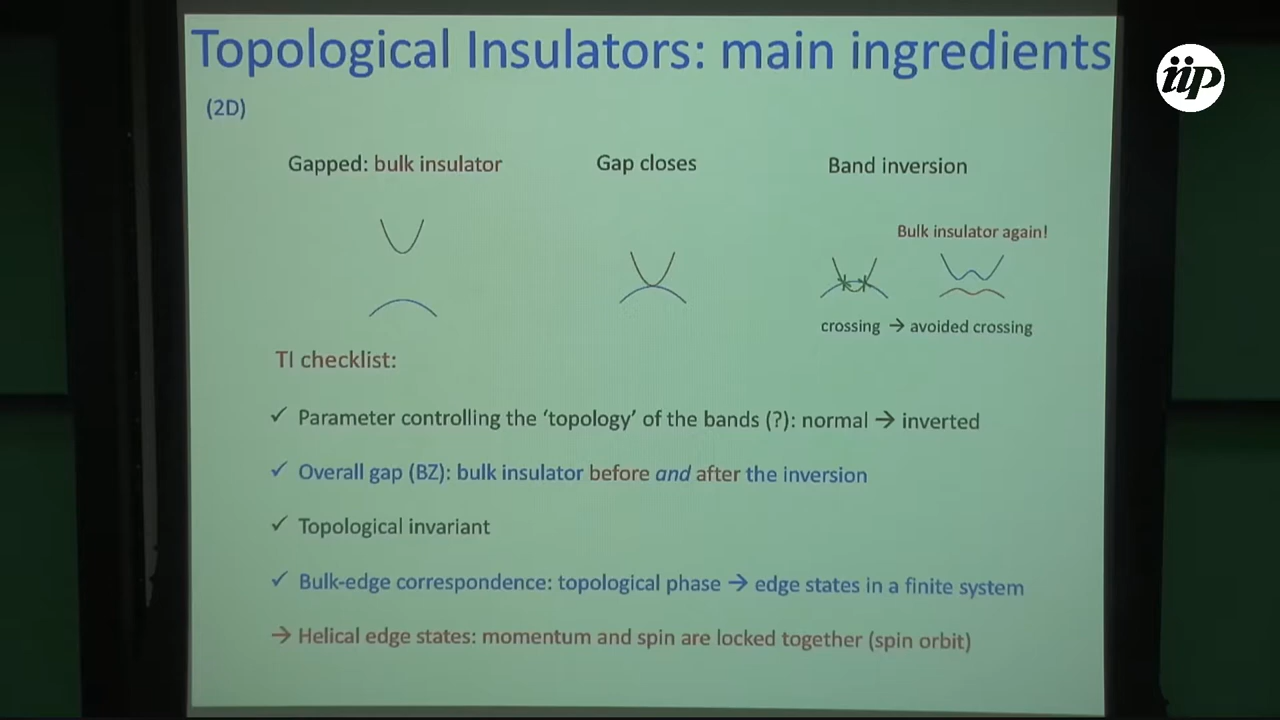 Topological Insulators: main ingredients
(2D)
Gapped: bulk insulator
Gap closes
Band inversion
Bulk insulator again!
crossing → avoided crossing
TI checklist:
✓ Parameter controlling the ‘topology’ of the bands (?): normal → inverted
✓ Overall gap (BZ): bulk insulator before and after the inversion
✓ Topological invariant
✓ Bulk-edge correspondence: topological phase → edge states in a finite system
→ Helical edge states: momentum and spin are locked together (spin orbit)
iip